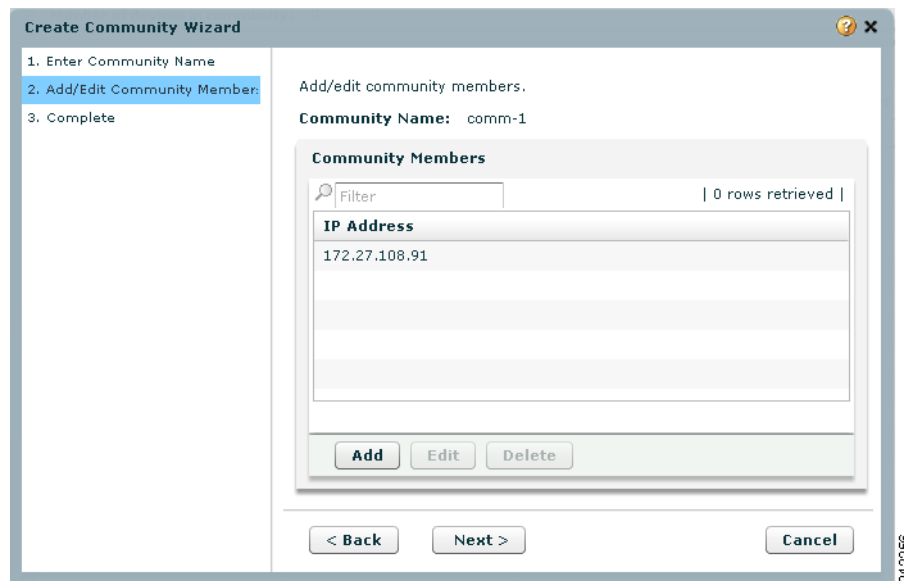 Create Community Wizard
1. Enter Community Name
2. Add/Edit Community Member
3. Complete
Add/edit community members.
Community Name: comm-1
Community Members
Filter
| 0 rows retrieved |
IP Address
172.27.108.91
Add Edit Delete
< Back Next > Cancel